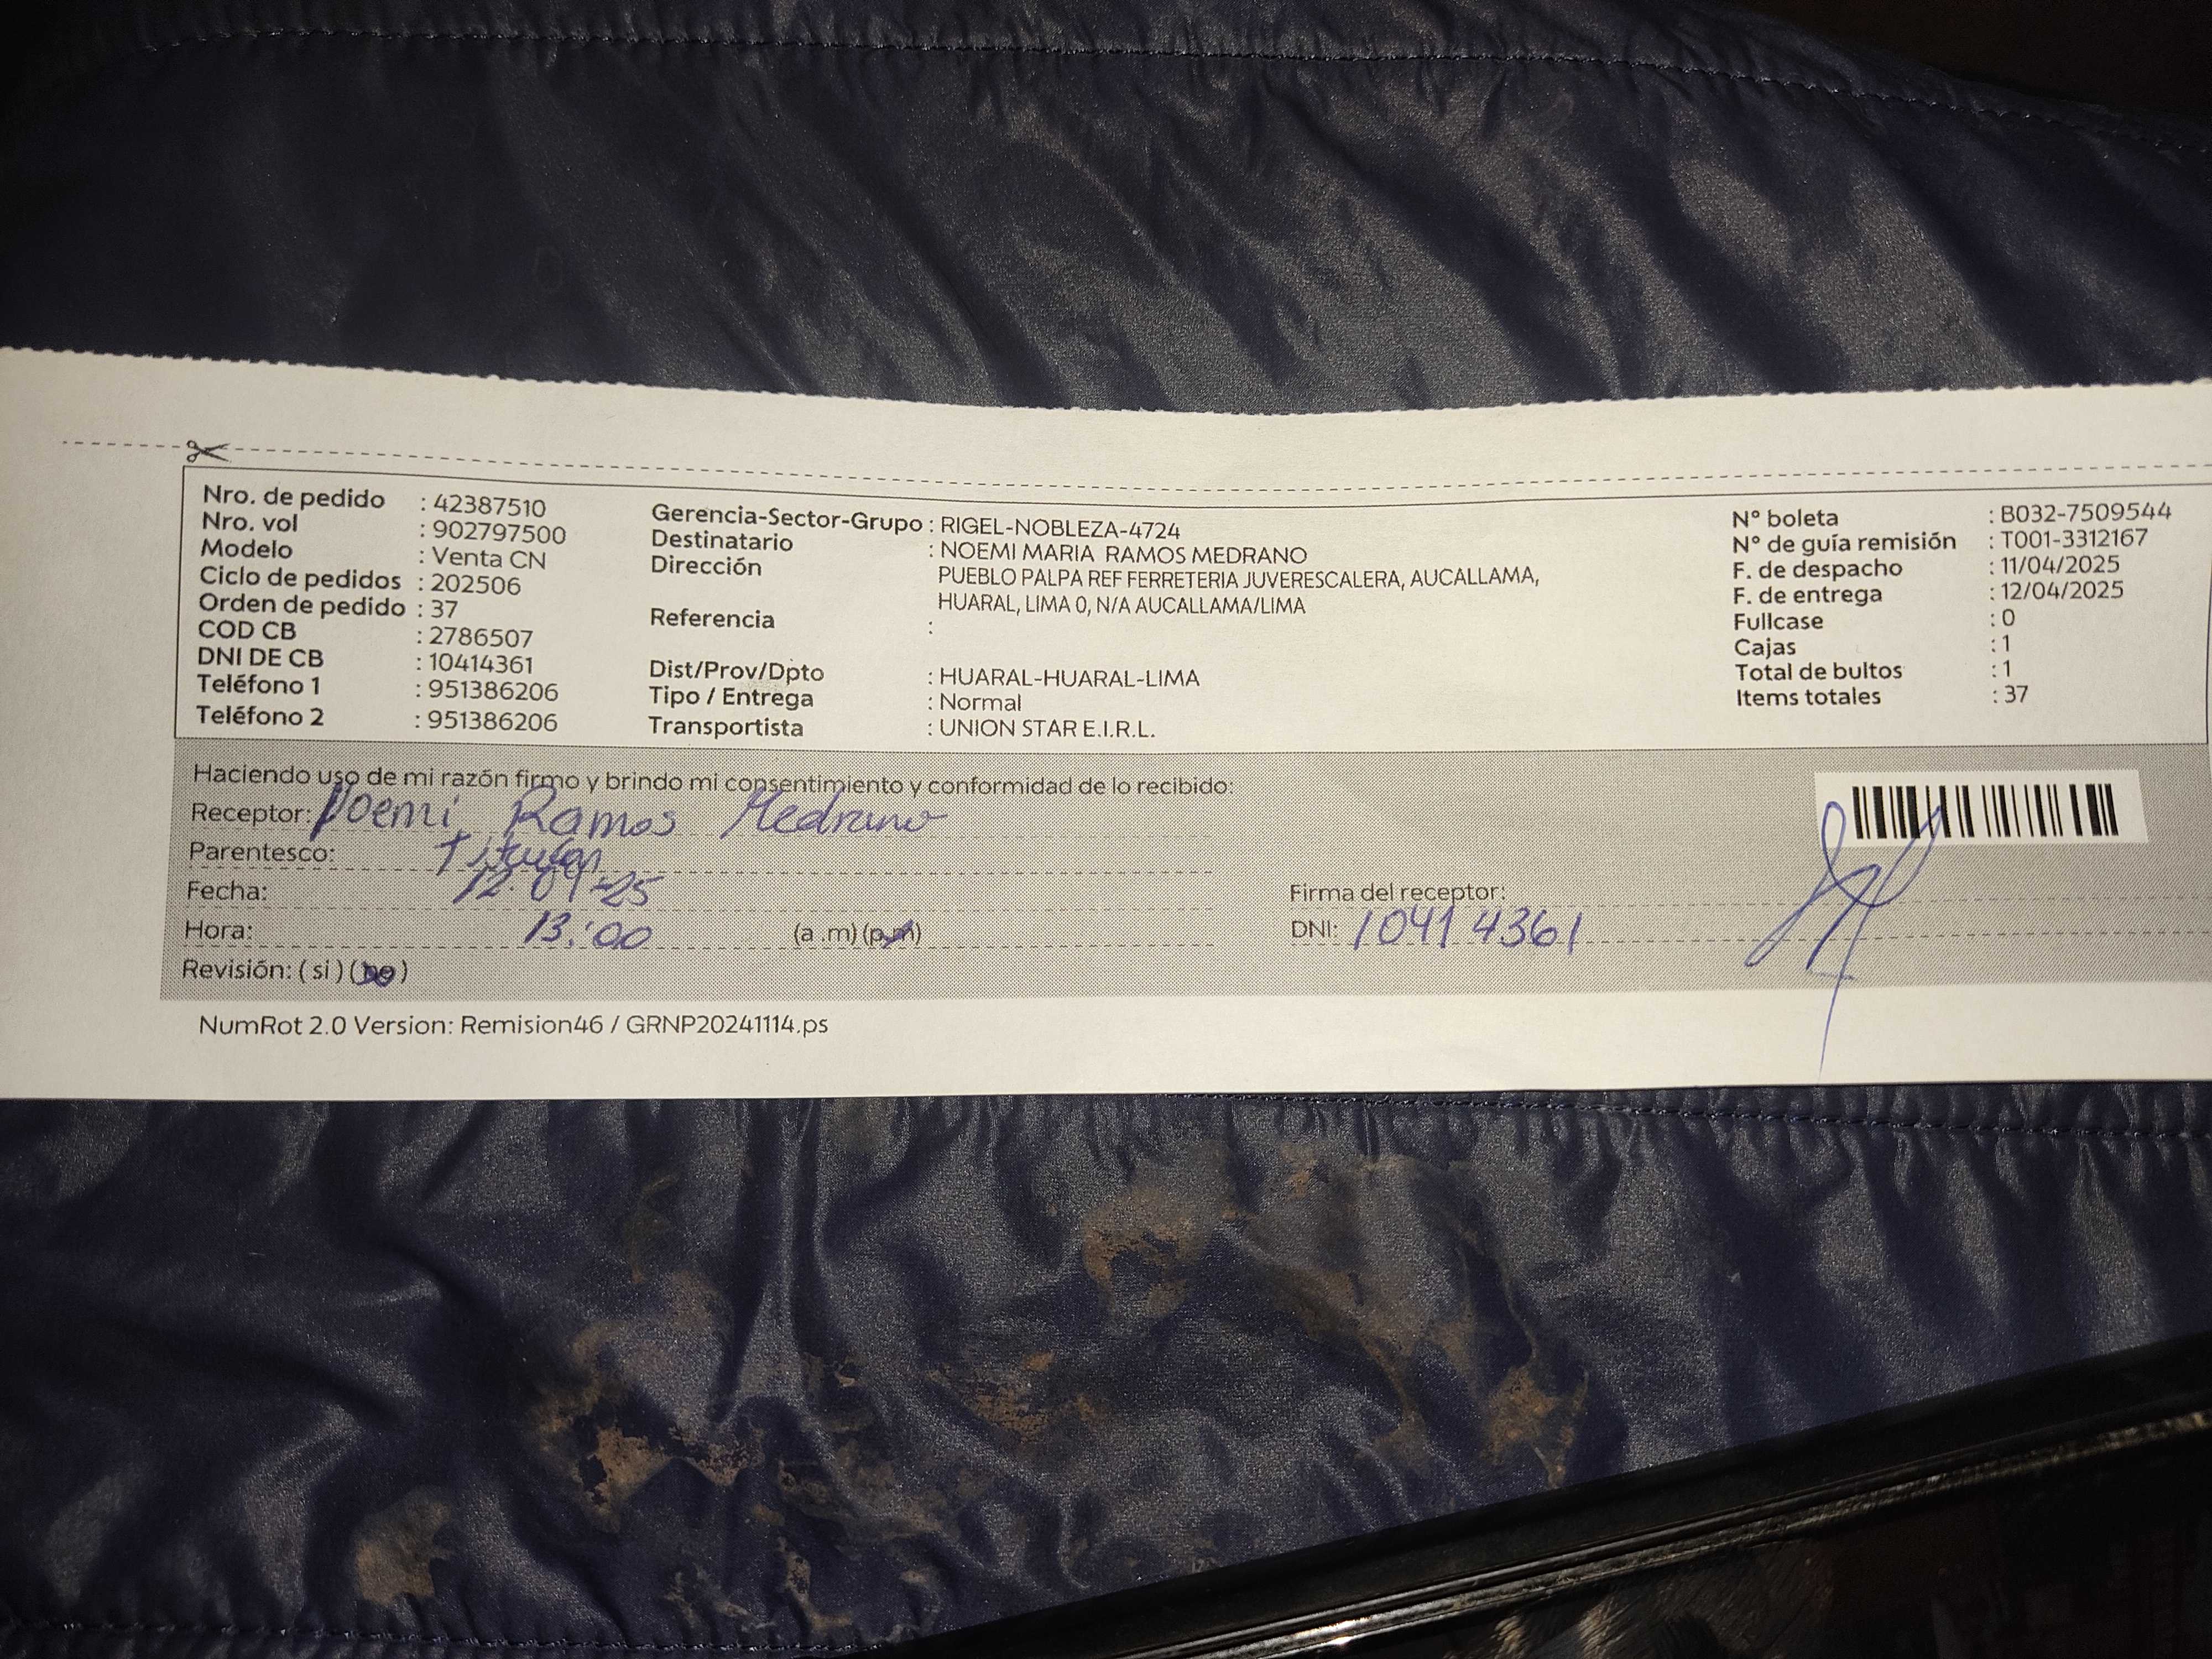 Nro. de pedido : 42387510
Nro. vol : 902797500
Modelo : Venta CN
Ciclo de pedidos : 202506
Orden de pedido : 37
COD CB : 2786507
DNI DE CB : 10414361
Teléfono 1 : 951386206
Teléfono 2 : 951386206
Gerencia-Sector-Grupo : RIGEL-NOBLEZA-4724
Destinatario : NOEMI MARIA RAMOS MEDRANO
Dirección PUEBLO PALPA REF FERRETERIA JUVERESCALERA, AUCALLAMA,
HUARAL, LIMA 0, N/A AUCALLAMA/LIMA
Referencia :
Dist/Prov/Dpto : HUARAL-HUARAL-LIMA
Tipo / Entrega : Normal
Transportista : UNION STAR E.I.R.L.
N° boleta : B032-7509544
N° de guía remisión : T001-3312167
F. de despacho : 11/04/2025
F. de entrega : 12/04/2025
Fullcase : 0
Cajas : 1
Total de bultos : 1
Items totales : 37
Haciendo uso de mi razón firmo y brindo mi consentimiento y conformidad de lo recibido:
Receptor: Noemi Ramos Medrano
Parentesco: Titular
Fecha: 12-04-25
Hora: 13:00 (a .m) (p.m)
Revisión: ( si ) ( no )
Firma del receptor:
DNI: 10414361
NumRot 2.0 Version: Remision46 / GRNP20241114.ps